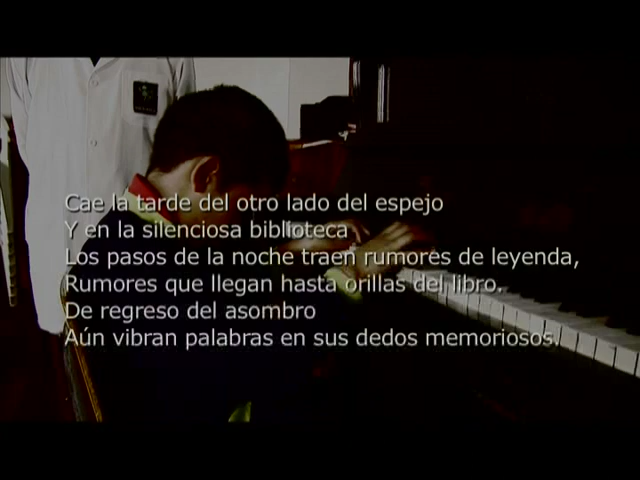 Cae la tarde del otro lado del espejo
Y en la silenciosa biblioteca
Los pasos de la noche traen rumores de leyenda,
Rumores que llegan hasta orillas del libro.
De regreso del asombro
Aún vibran palabras en sus dedos memoriosos.